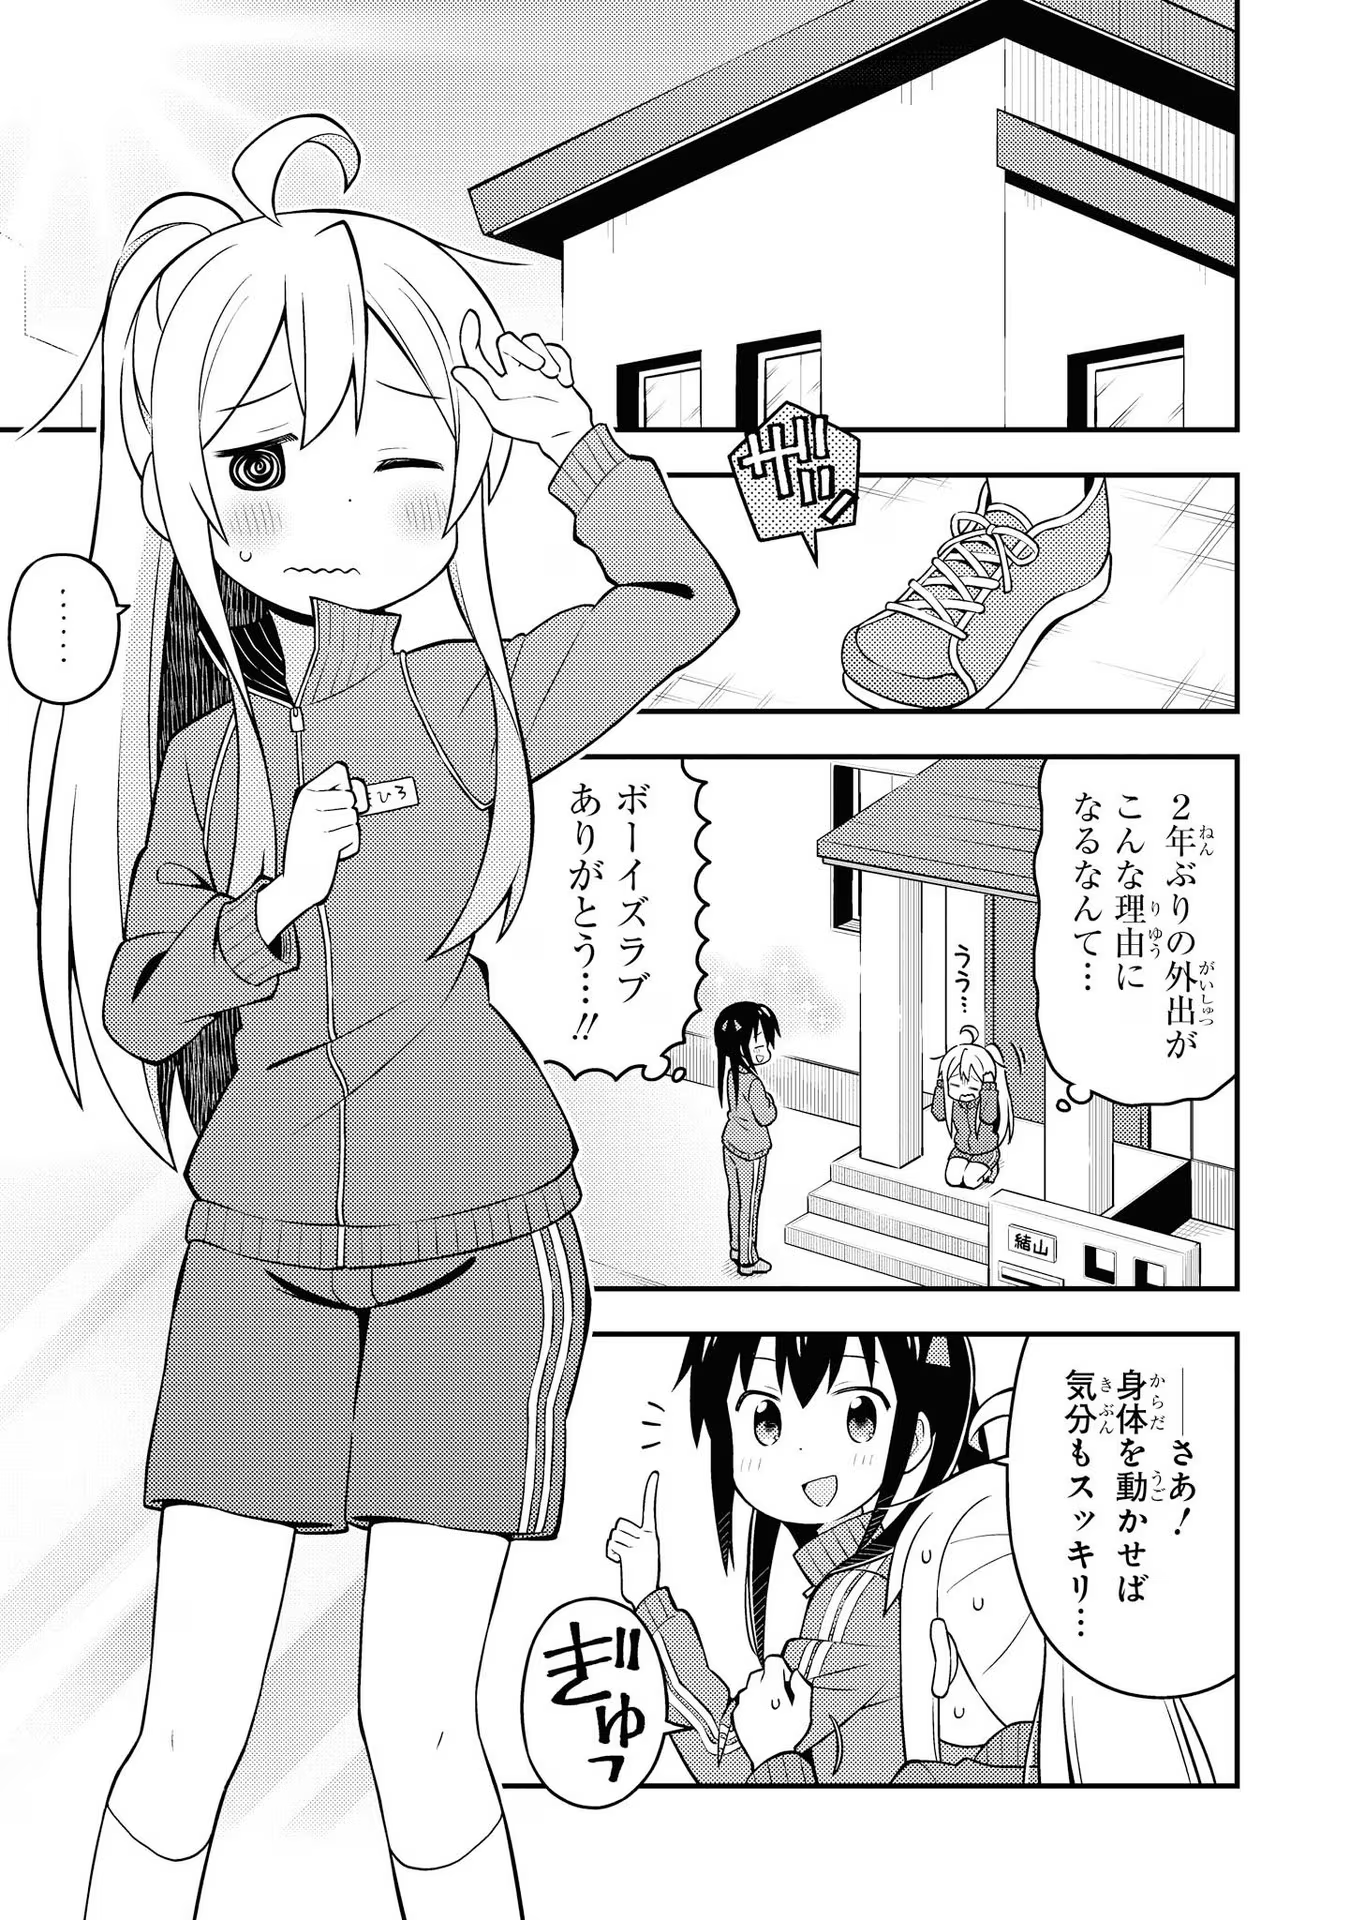 ザッ
２年ぶりの外出が
こんな理由に
なるなんて…
うう…
ボーイズラブ
ありがとう…‼
緒山
――さあ！
身体を動かせば
気分もスッキリ…
ぎゅっ
……
まひろ